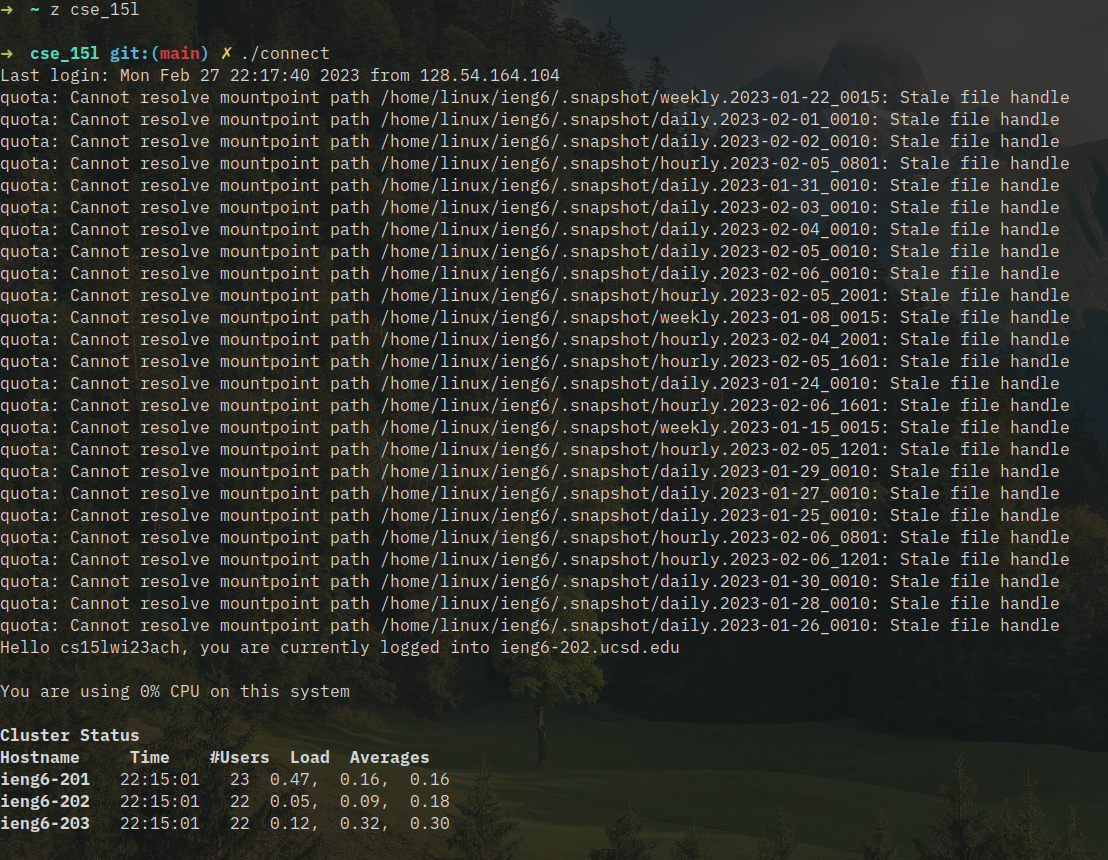 → ~ z cse_15l
→ cse_15l git:(main) ✗ ./connect
Last login: Mon Feb 27 22:17:40 2023 from 128.54.164.104
quota: Cannot resolve mountpoint path /home/linux/ieng6/.snapshot/weekly.2023-01-22_0015: Stale file handle
quota: Cannot resolve mountpoint path /home/linux/ieng6/.snapshot/daily.2023-02-01_0010: Stale file handle
quota: Cannot resolve mountpoint path /home/linux/ieng6/.snapshot/daily.2023-02-02_0010: Stale file handle
quota: Cannot resolve mountpoint path /home/linux/ieng6/.snapshot/hourly.2023-02-05_0801: Stale file handle
quota: Cannot resolve mountpoint path /home/linux/ieng6/.snapshot/daily.2023-01-31_0010: Stale file handle
quota: Cannot resolve mountpoint path /home/linux/ieng6/.snapshot/daily.2023-02-03_0010: Stale file handle
quota: Cannot resolve mountpoint path /home/linux/ieng6/.snapshot/daily.2023-02-04_0010: Stale file handle
quota: Cannot resolve mountpoint path /home/linux/ieng6/.snapshot/daily.2023-02-05_0010: Stale file handle
quota: Cannot resolve mountpoint path /home/linux/ieng6/.snapshot/daily.2023-02-06_0010: Stale file handle
quota: Cannot resolve mountpoint path /home/linux/ieng6/.snapshot/hourly.2023-02-05_2001: Stale file handle
quota: Cannot resolve mountpoint path /home/linux/ieng6/.snapshot/weekly.2023-01-08_0015: Stale file handle
quota: Cannot resolve mountpoint path /home/linux/ieng6/.snapshot/hourly.2023-02-04_2001: Stale file handle
quota: Cannot resolve mountpoint path /home/linux/ieng6/.snapshot/hourly.2023-02-05_1601: Stale file handle
quota: Cannot resolve mountpoint path /home/linux/ieng6/.snapshot/daily.2023-01-24_0010: Stale file handle
quota: Cannot resolve mountpoint path /home/linux/ieng6/.snapshot/hourly.2023-02-06_1601: Stale file handle
quota: Cannot resolve mountpoint path /home/linux/ieng6/.snapshot/weekly.2023-01-15_0015: Stale file handle
quota: Cannot resolve mountpoint path /home/linux/ieng6/.snapshot/hourly.2023-02-05_1201: Stale file handle
quota: Cannot resolve mountpoint path /home/linux/ieng6/.snapshot/daily.2023-01-29_0010: Stale file handle
quota: Cannot resolve mountpoint path /home/linux/ieng6/.snapshot/daily.2023-01-27_0010: Stale file handle
quota: Cannot resolve mountpoint path /home/linux/ieng6/.snapshot/daily.2023-01-25_0010: Stale file handle
quota: Cannot resolve mountpoint path /home/linux/ieng6/.snapshot/hourly.2023-02-06_0801: Stale file handle
quota: Cannot resolve mountpoint path /home/linux/ieng6/.snapshot/hourly.2023-02-06_1201: Stale file handle
quota: Cannot resolve mountpoint path /home/linux/ieng6/.snapshot/daily.2023-01-30_0010: Stale file handle
quota: Cannot resolve mountpoint path /home/linux/ieng6/.snapshot/daily.2023-01-28_0010: Stale file handle
quota: Cannot resolve mountpoint path /home/linux/ieng6/.snapshot/daily.2023-01-26_0010: Stale file handle
Hello cs15lwi23ach, you are currently logged into ieng6-202.ucsd.edu
You are using 0% CPU on this system
Cluster Status
Hostname Time #Users Load Averages
ieng6-201 22:15:01 23 0.47, 0.16, 0.16
ieng6-202 22:15:01 22 0.05, 0.09, 0.18
ieng6-203 22:15:01 22 0.12, 0.32, 0.30